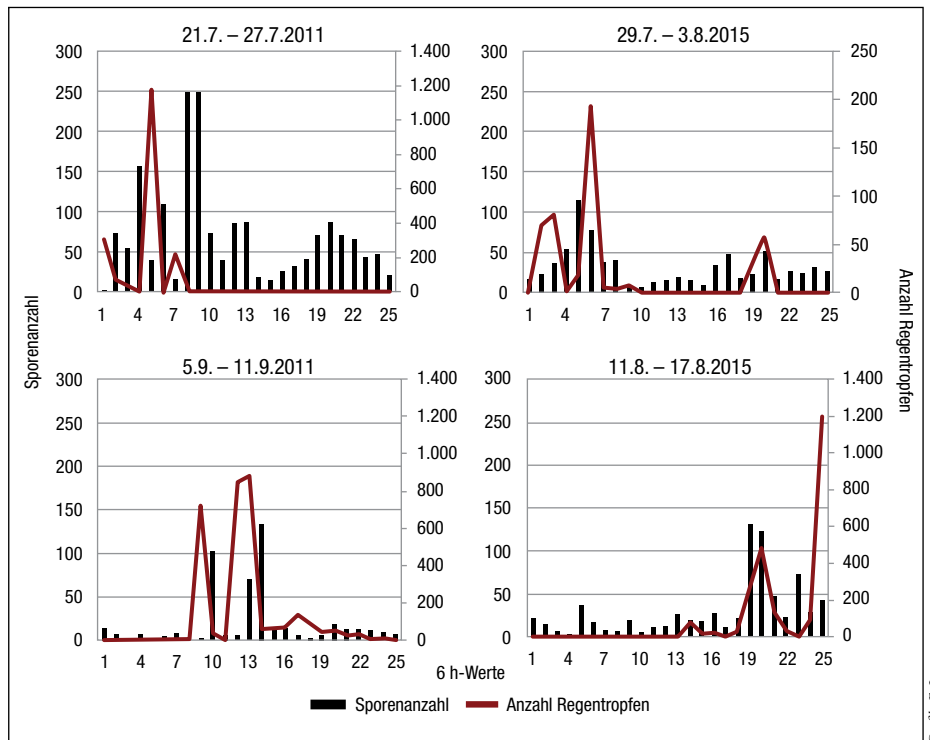 21.7. – 27.7.2011
29.7. – 3.8.2015
300 250 200 150 100 50 0
1.400 1.200 1.000 800 600 400 200 0
1 4 7 10 13 16 19 22 25
300 250 200 150 100 50 0
250 200 150 100 50 0
1 4 7 10 13 16 19 22 25
Sporenanzahl
Anzahl Regentropfen
5.9. – 11.9.2011
11.8. – 17.8.2015
300 250 200 150 100 50 0
1.400 1.200 1.000 800 600 400 200 0
1 4 7 10 13 16 19 22 25
300 250 200 150 100 50 0
1.400 1.200 1.000 800 600 400 200 0
1 4 7 10 13 16 19 22 25
6 h-Werte
Sporenanzahl Anzahl Regentropfen